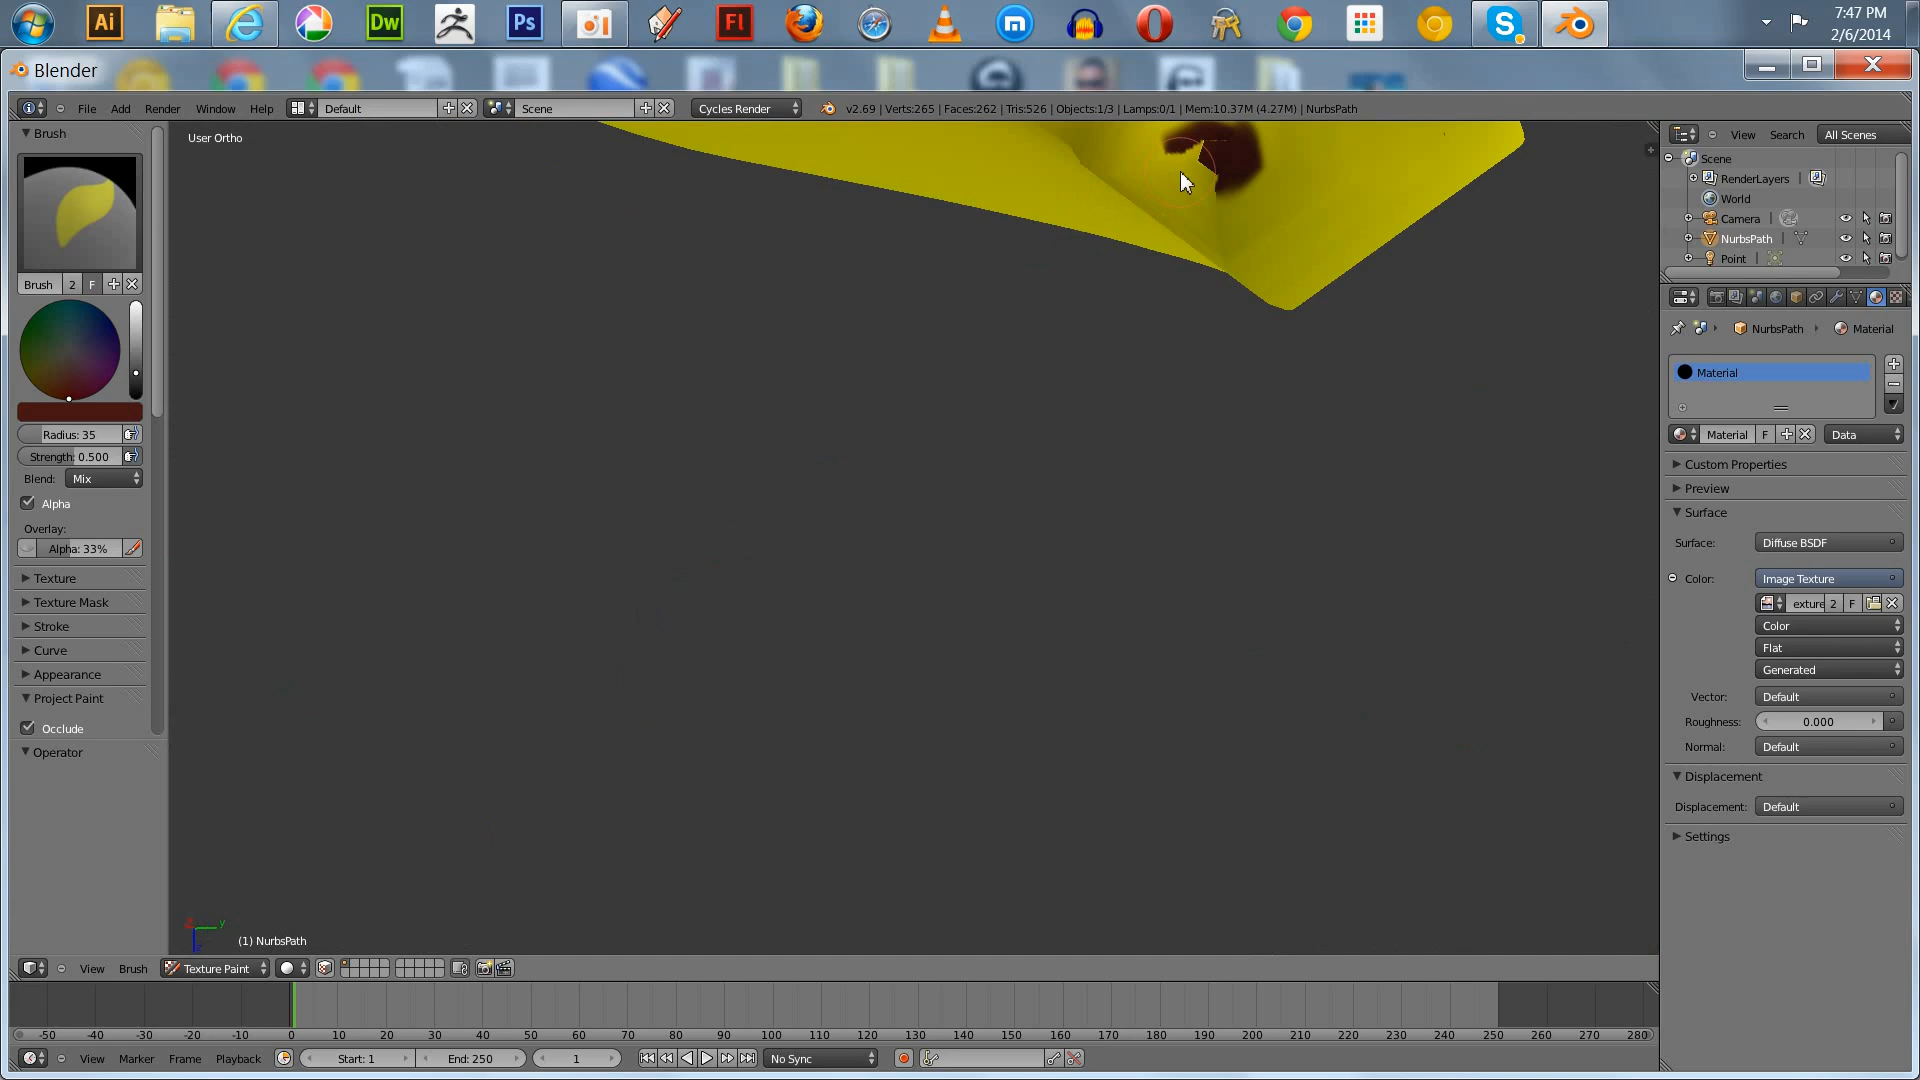 Ai Dw Ps Fl
7:47 PM
2/6/2014
Blender
File Add Render Window Help Default Scene Cycles Render v2.69 | Verts:265 | Faces:262 | Tris:526 | Objects:1/3 | Lamps:0/1 | Mem:10.37M (4.27M) | NurbsPath
Brush
User Ortho
View Search All Scenes
Scene
RenderLayers
World
Camera
NurbsPath
Point
Brush 2 F
NurbsPath Material
Material
Radius: 35
Material F Data
Strength: 0.500
Custom Properties
Blend: Mix
Preview
Alpha
Surface
Overlay:
Surface: Diffuse BSDF
Alpha: 33%
Texture
Color: Image Texture
Texture Mask
exture 2 F
Stroke
Color
Curve
Flat
Appearance
Generated
Project Paint
Vector: Default
Occlude
Roughness: 0.000
Operator
Normal: Default
Displacement
Displacement: Default
Settings
(1) NurbsPath
View Brush Texture Paint
-50 -40 -30 -20 -10 0 10 20 30 40 50 60 70 80 90 100 110 120 130 140 150 160 170 180 190 200 210 220 230 240 250 260 270 280
View Marker Frame Playback Start: 1 End: 250 1 No Sync